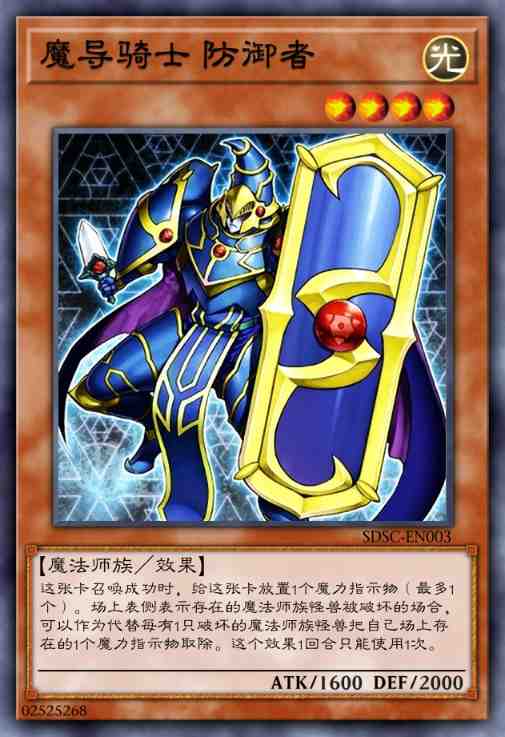 魔导骑士 防御者
光
SDSC-EN003
【魔法师族／效果】
这张卡召唤成功时，给这张卡放置1个魔力指示物（最多1
个）。场上表侧表示存在的魔法师族怪兽被破坏的场合，
可以作为代替每有1只破坏的魔法师族怪兽把自己场上存
在的1个魔力指示物取除。这个效果1回合只能使用1次。
ATK/1600 DEF/2000
02525268